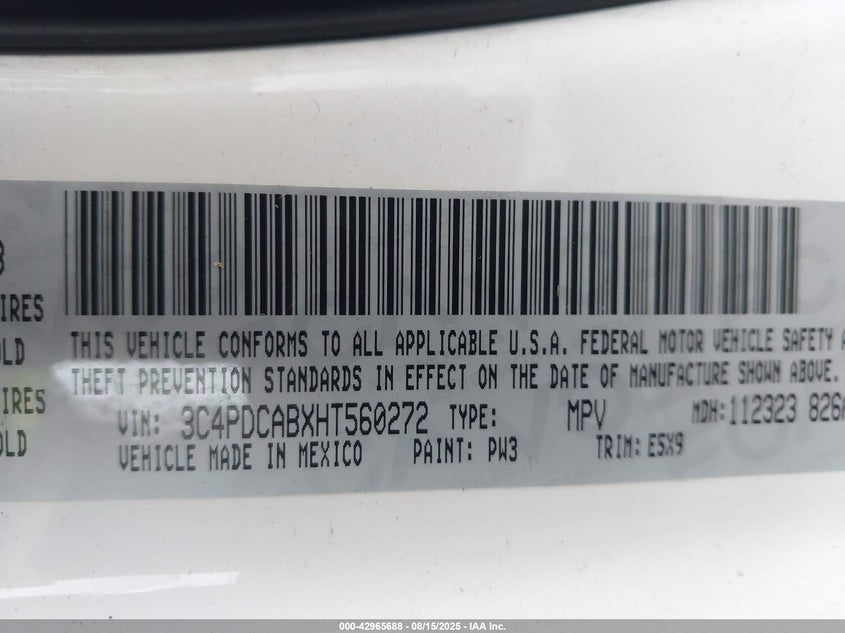 THIS VEHICLE CONFORMS TO ALL APPLICABLE U.S.A. FEDERAL MOTOR VEHICLE SAFETY
THEFT PREVENTION STANDARDS IN EFFECT ON THE DATE OF MANUFACTURE SHOWN ABOVE.
VIN: 3C4PDCABXHT560272 TYPE: MPV MDH: 112323 826
VEHICLE MADE IN MEXICO PAINT: PW3 TRIM: E5X9
IRES
OLD
IRES
OLD
000-42965688 - 08/15/2025 - IAA Inc.